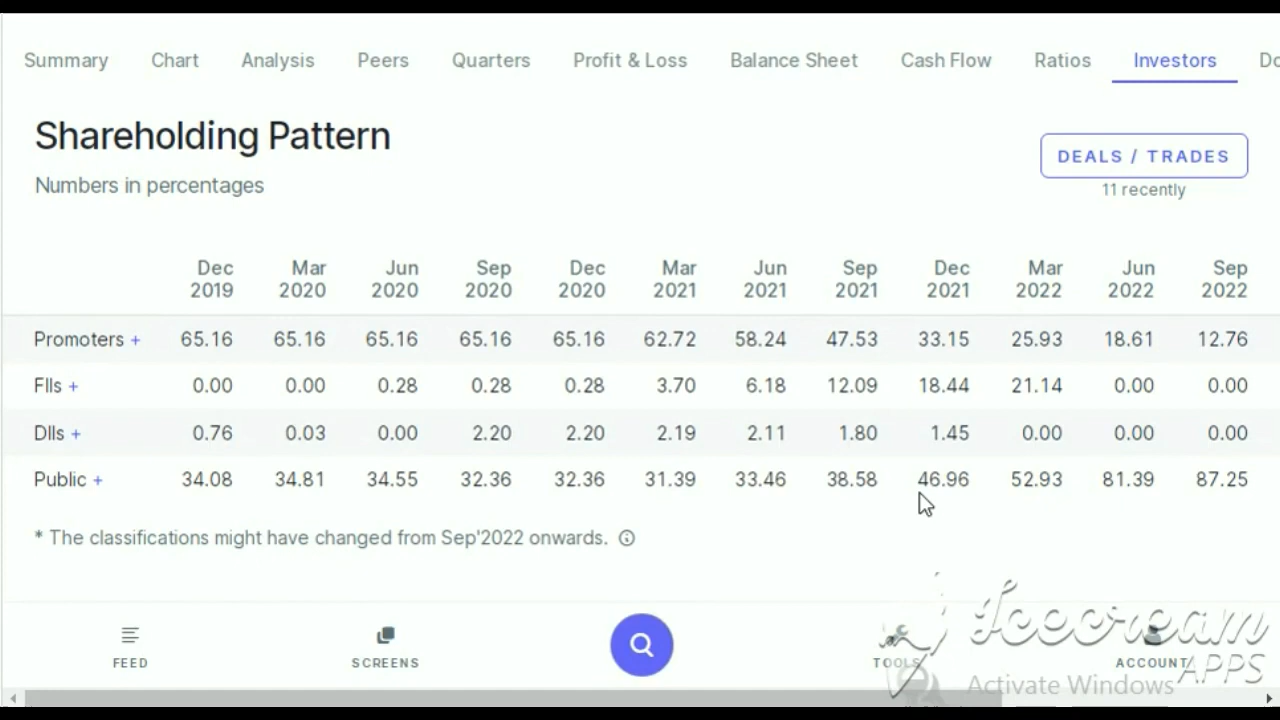 Summary Chart Analysis Peers Quarters Profit & Loss Balance Sheet Cash Flow Ratios Investors Do
Shareholding Pattern
DEALS / TRADES
Numbers in percentages
11 recently
Dec Mar Jun Sep Dec Mar Jun Sep Dec Mar Jun Sep
2019 2020 2020 2020 2020 2021 2021 2021 2021 2022 2022 2022
Promoters + 65.16 65.16 65.16 65.16 65.16 62.72 58.24 47.53 33.15 25.93 18.61 12.76
FIIs + 0.00 0.00 0.28 0.28 0.28 3.70 6.18 12.09 18.44 21.14 0.00 0.00
DIIs + 0.76 0.03 0.00 2.20 2.20 2.19 2.11 1.80 1.45 0.00 0.00 0.00
Public + 34.08 34.81 34.55 32.36 32.36 31.39 33.46 38.58 46.96 52.93 81.39 87.25
* The classifications might have changed from Sep'2022 onwards.
Icecream
APPS
FEED SCREENS TOOLS ACCOUNT
Activate Windows